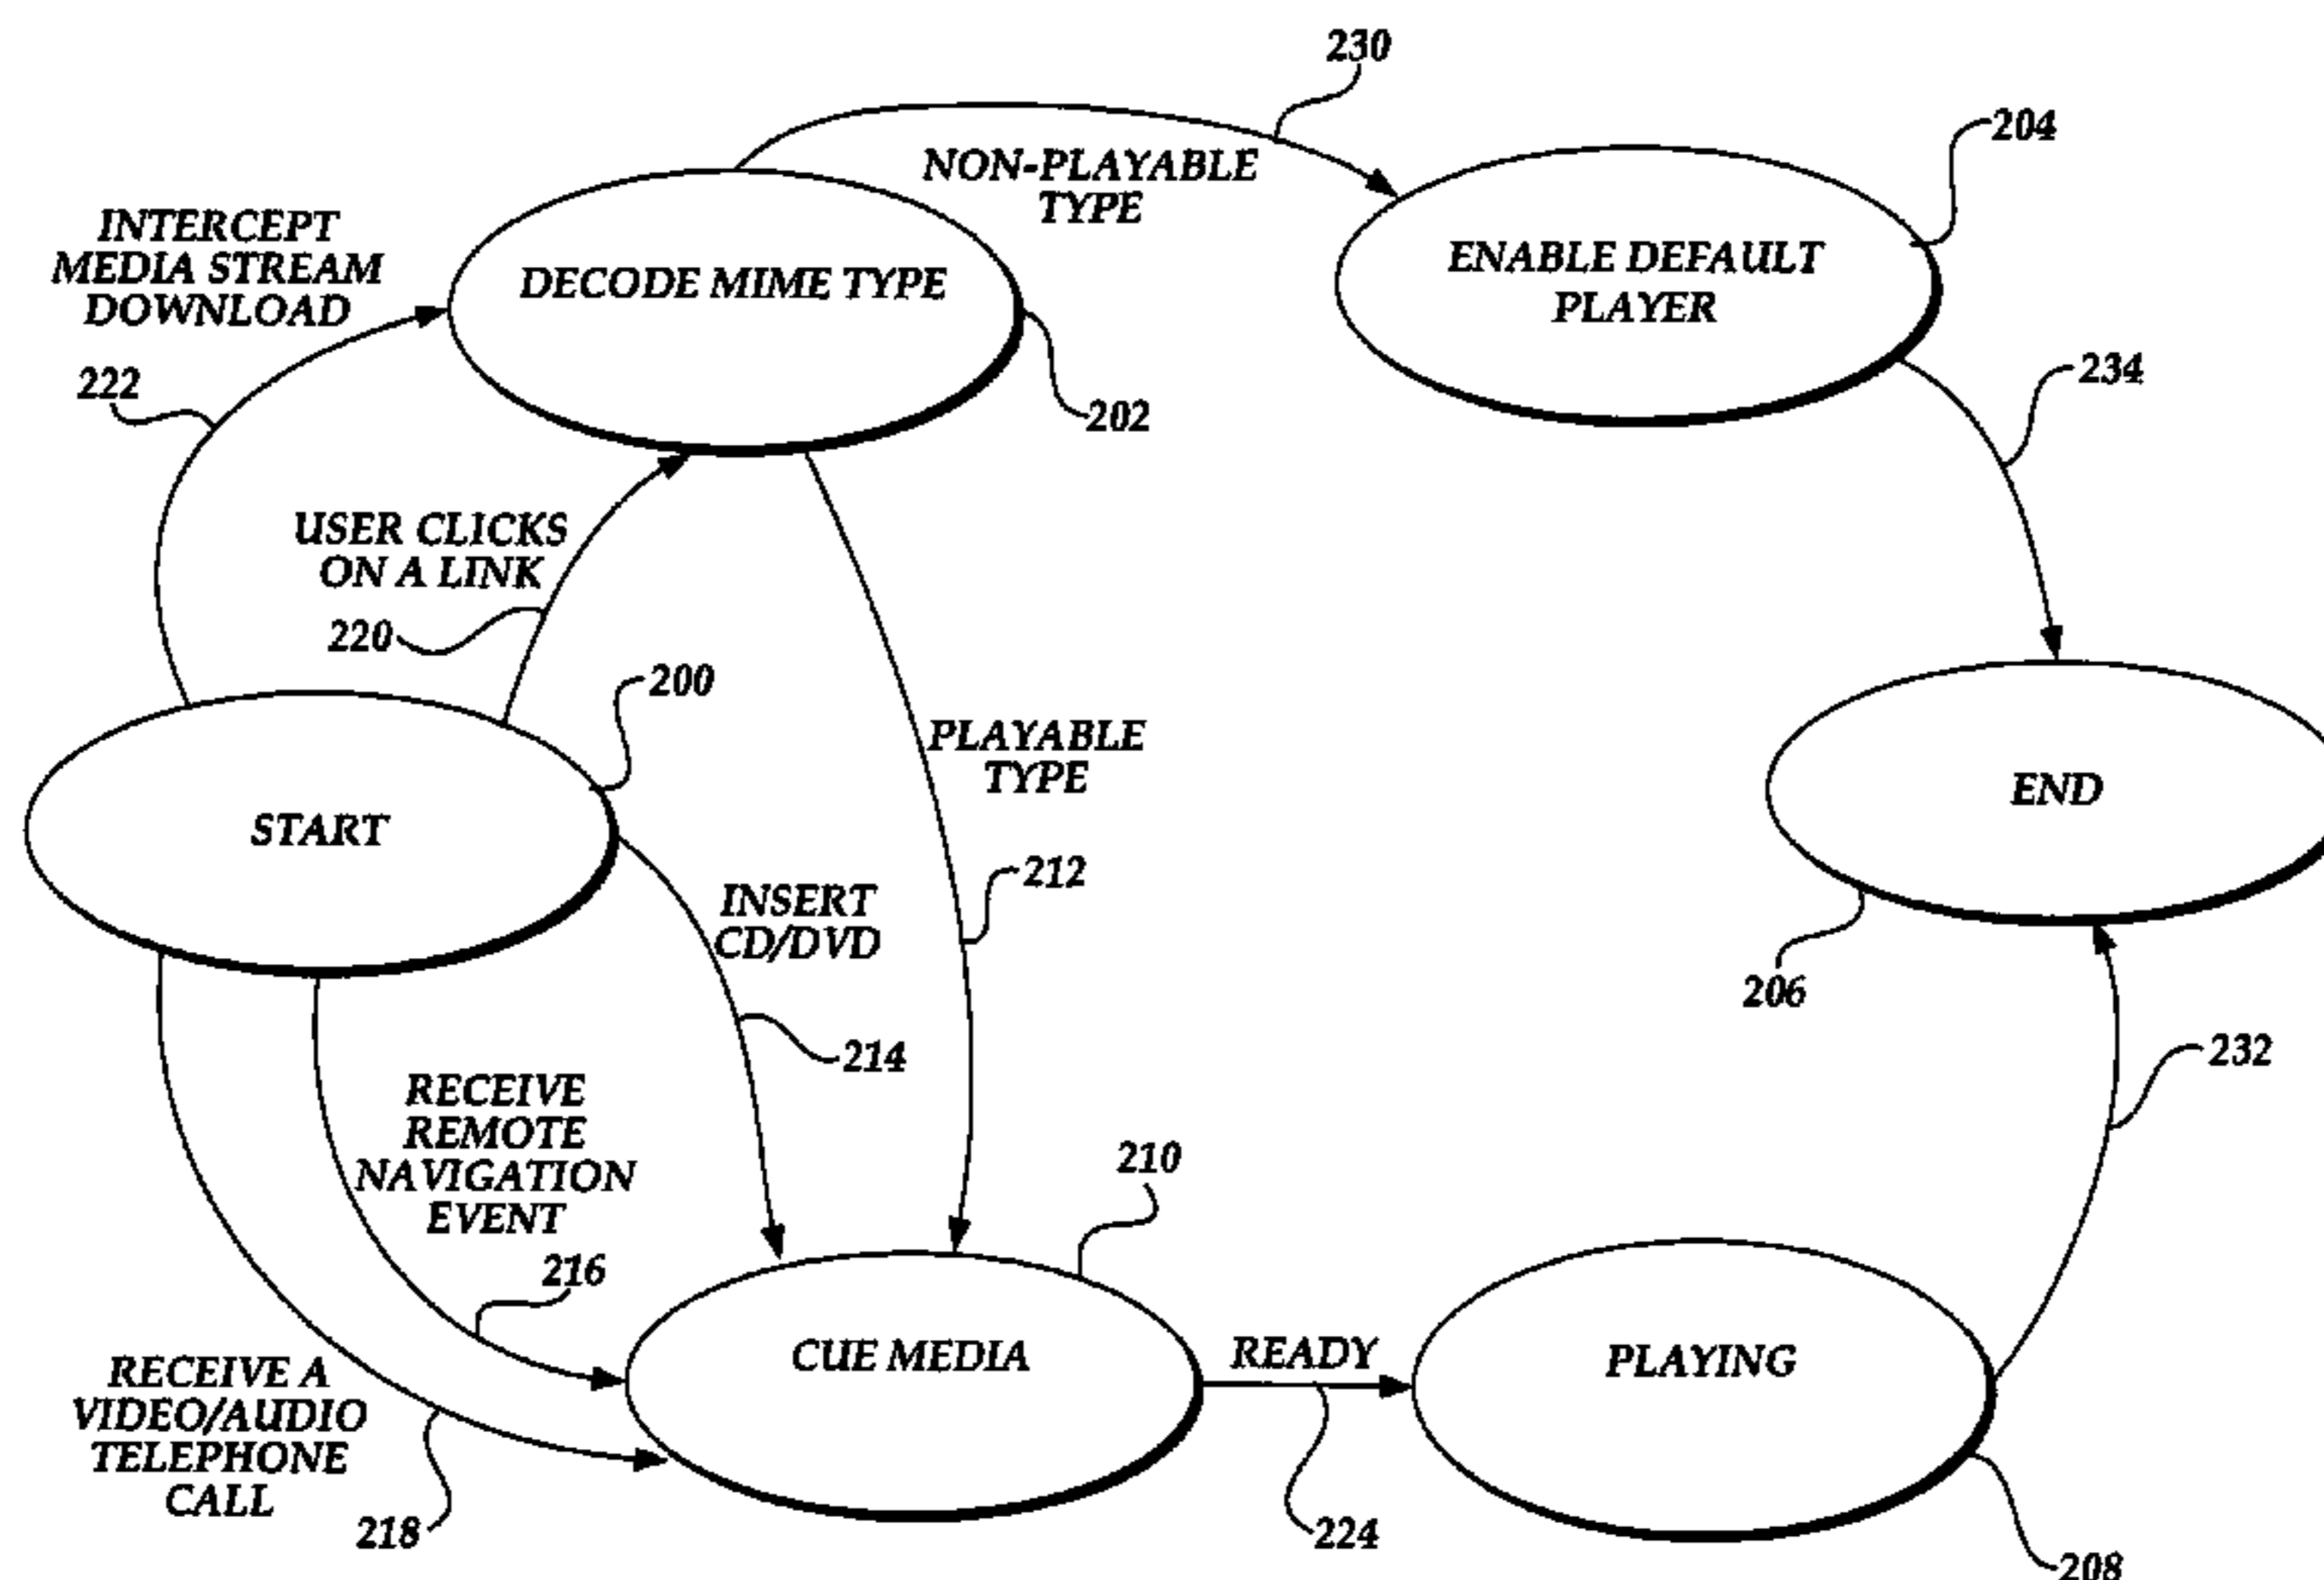 230
204
NON-PLAYABLE
TYPE
INTERCEPT
MEDIA STREAM
DOWNLOAD
DECODE MIME TYPE
ENABLE DEFAULT
PLAYER
222
202
234
USER CLICKS
ON A LINK
220
200
PLAYABLE
TYPE
START
END
212
INSERT
CD/DVD
206
214
232
RECEIVE
REMOTE
NAVIGATION
EVENT
210
216
CUE MEDIA
READY
PLAYING
RECEIVE A
VIDEO/AUDIO
TELEPHONE
CALL
218
224
208